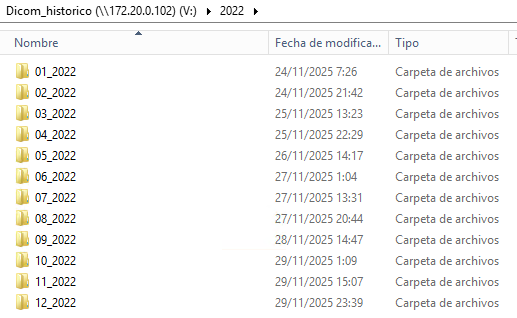 Dicom_historico (\\172.20.0.102) (V:) 2022
Nombre Fecha de modifica... Tipo
01_2022 24/11/2025 7:26 Carpeta de archivos
02_2022 24/11/2025 21:42 Carpeta de archivos
03_2022 25/11/2025 13:23 Carpeta de archivos
04_2022 25/11/2025 22:29 Carpeta de archivos
05_2022 26/11/2025 14:17 Carpeta de archivos
06_2022 27/11/2025 1:04 Carpeta de archivos
07_2022 27/11/2025 13:31 Carpeta de archivos
08_2022 27/11/2025 20:44 Carpeta de archivos
09_2022 28/11/2025 14:47 Carpeta de archivos
10_2022 29/11/2025 1:09 Carpeta de archivos
11_2022 29/11/2025 15:07 Carpeta de archivos
12_2022 29/11/2025 23:39 Carpeta de archivos